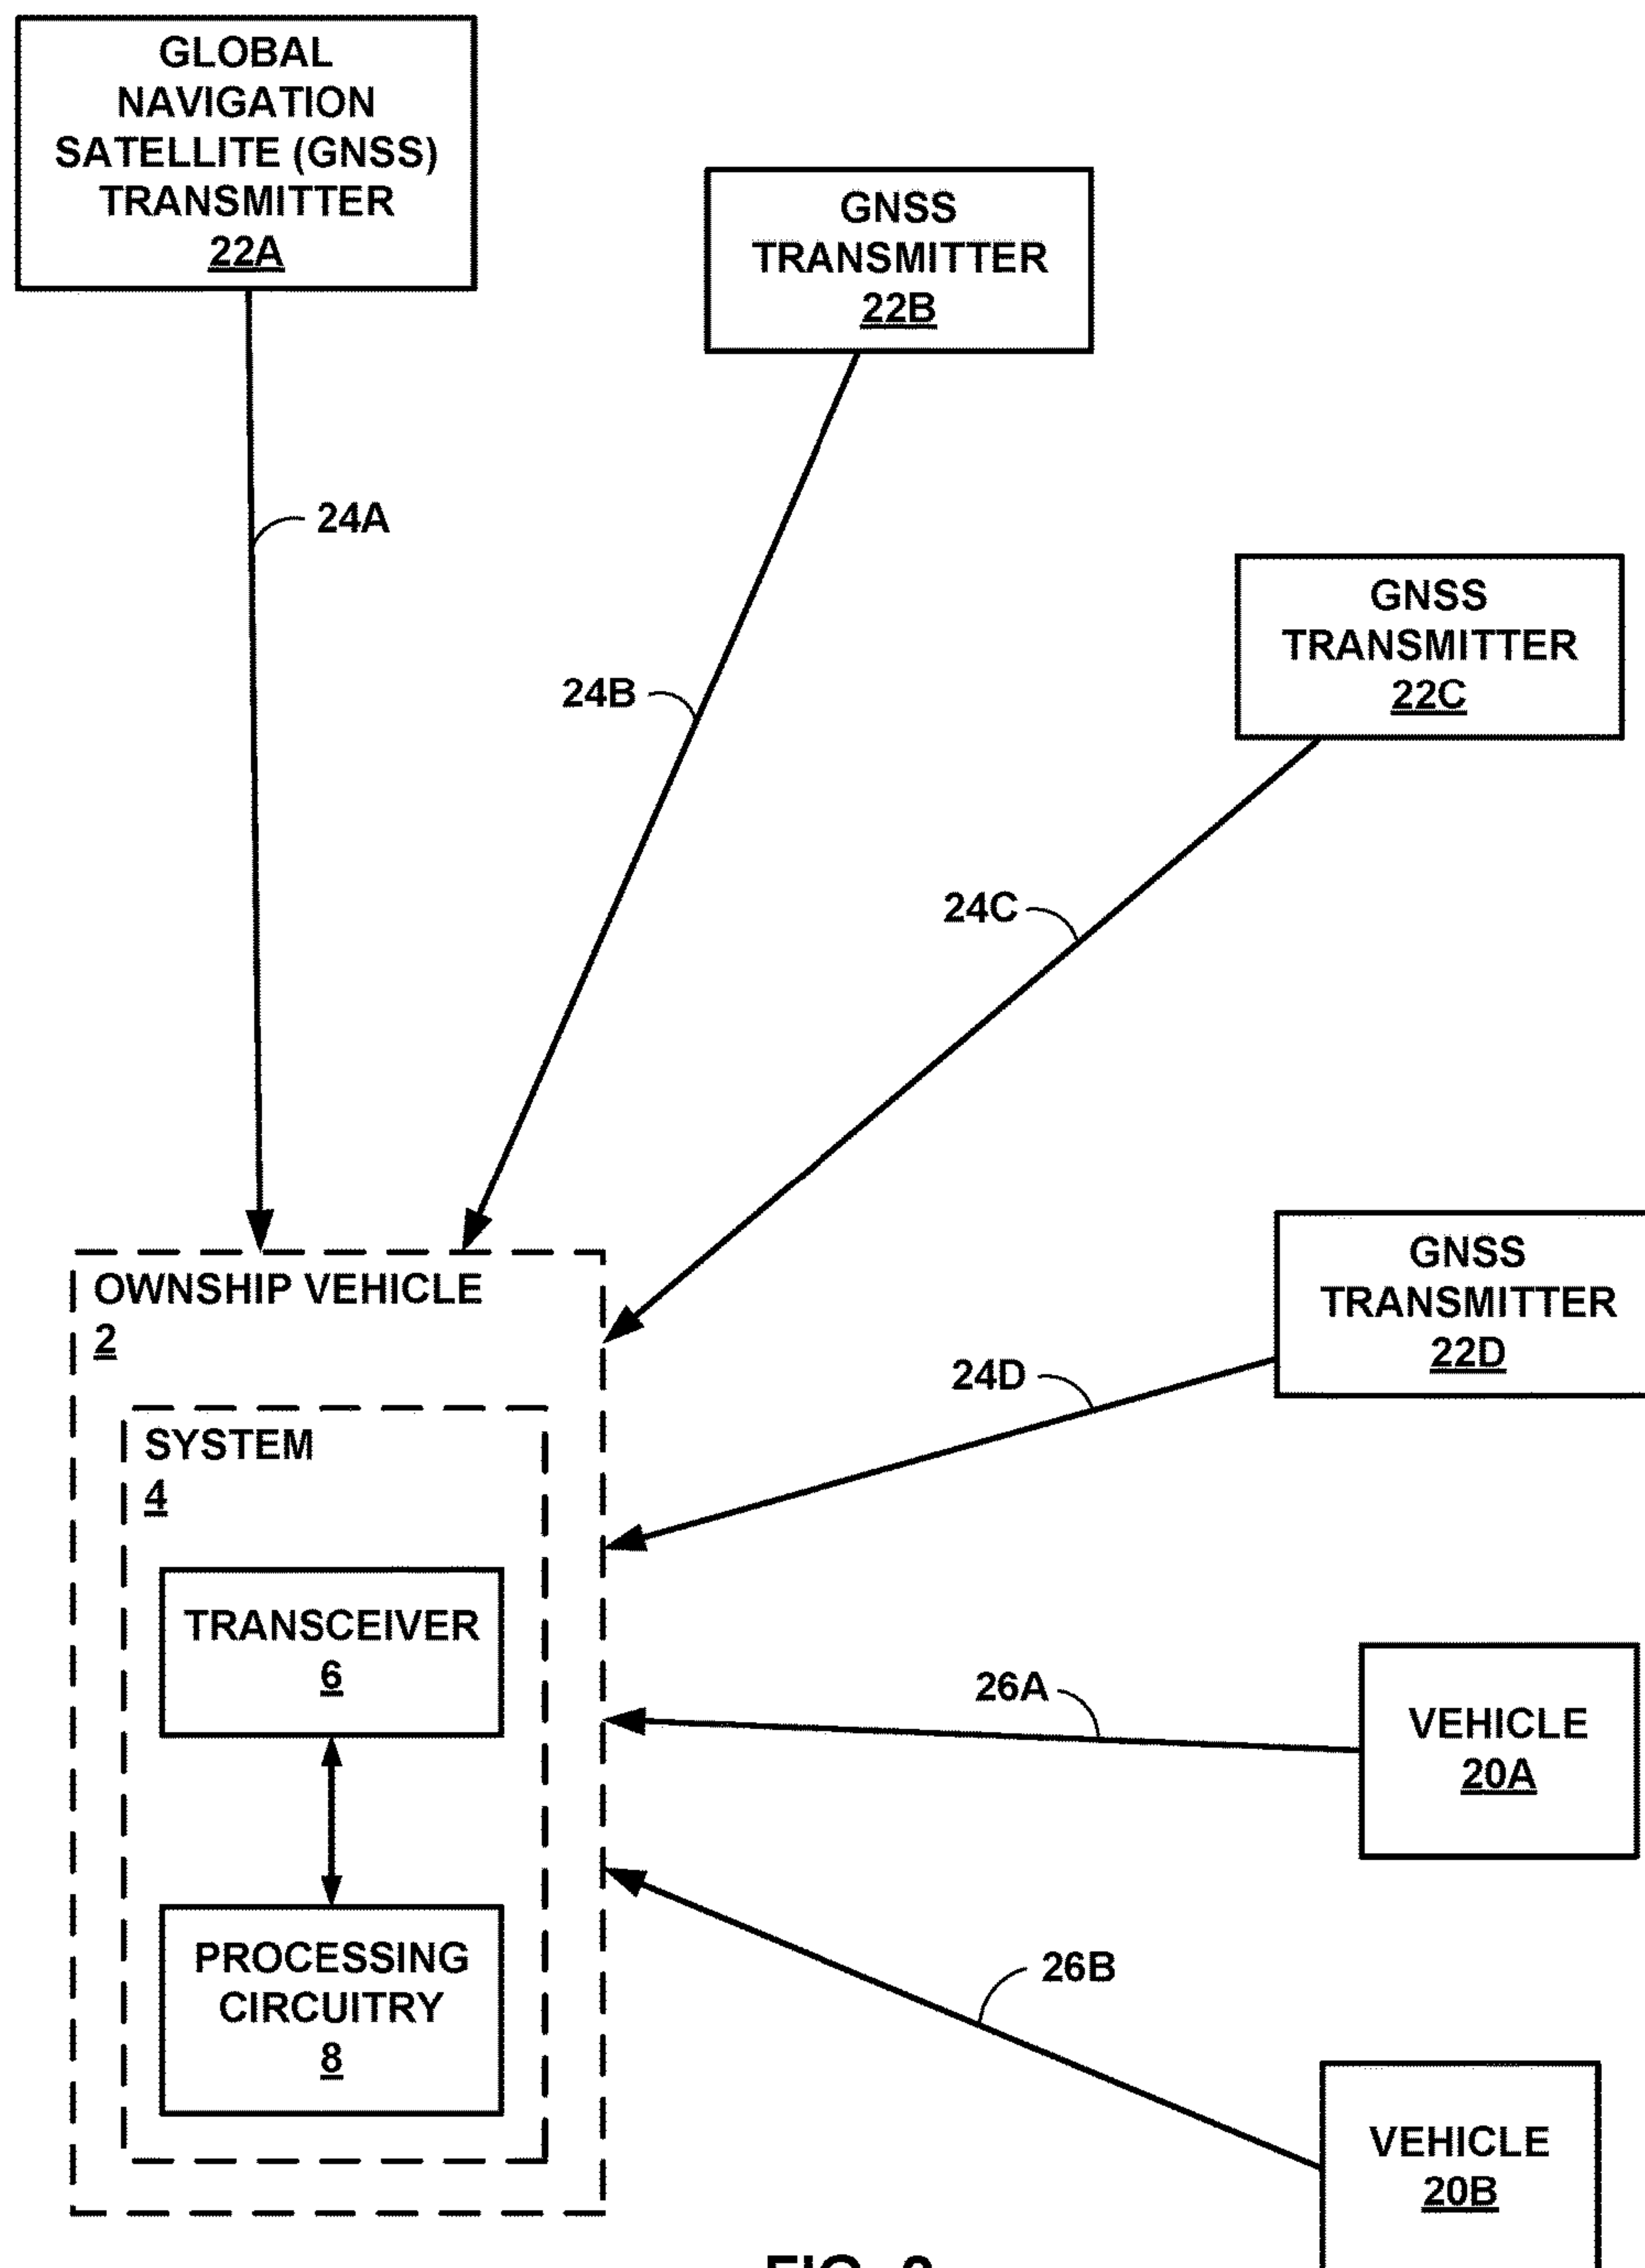 GLOBAL
NAVIGATION
SATELLITE (GNSS)
TRANSMITTER
22A
GNSS
TRANSMITTER
22B
24A
GNSS
TRANSMITTER
22C
24B
24C
GNSS
TRANSMITTER
22D
OWNSHIP VEHICLE
2
24D
SYSTEM
4
TRANSCEIVER
6
26A
VEHICLE
20A
PROCESSING
CIRCUITRY
8
26B
VEHICLE
20B